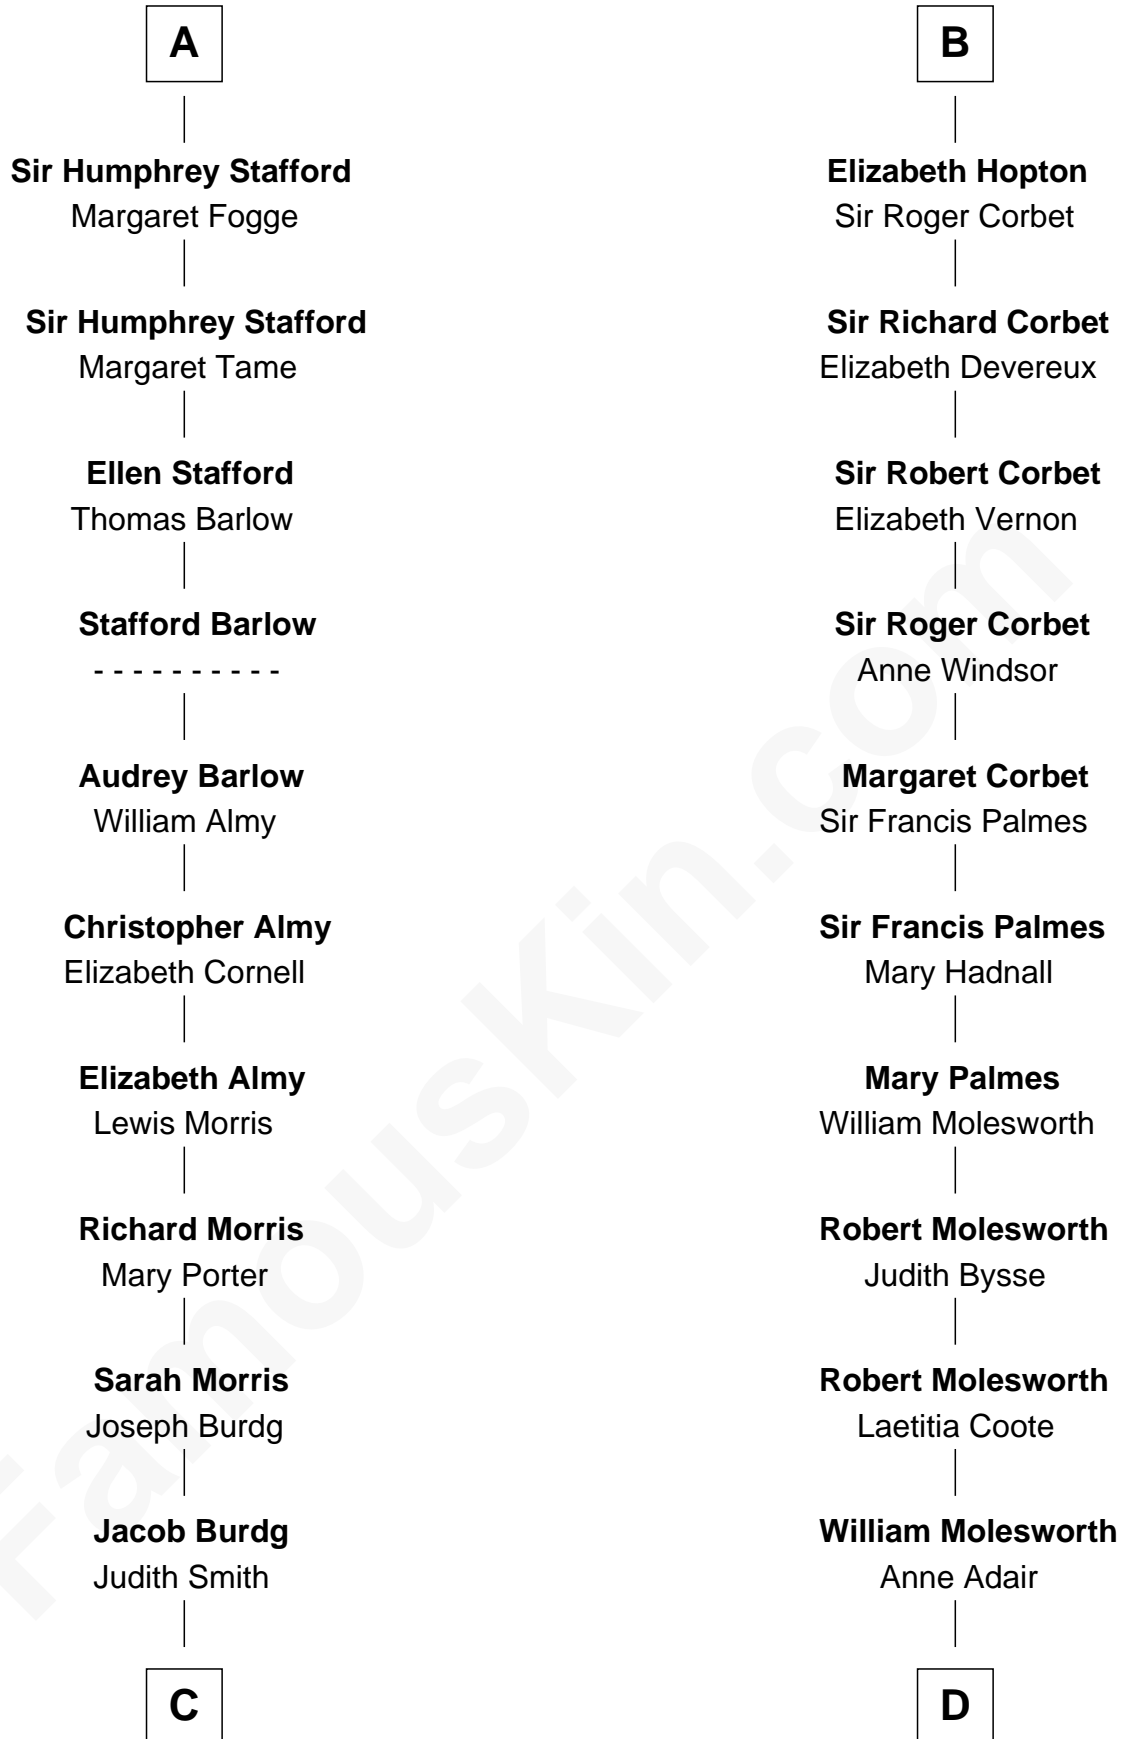 A
Sir Humphrey Stafford
Margaret Fogge
Sir Humphrey Stafford
Margaret Tame
Ellen Stafford
Thomas Barlow
Stafford Barlow
- - - - - - - - - -
Audrey Barlow
William Almy
Christopher Almy
Elizabeth Cornell
Elizabeth Almy
Lewis Morris
Richard Morris
Mary Porter
Sarah Morris
Joseph Burdg
Jacob Burdg
Judith Smith
C
B
Elizabeth Hopton
Sir Roger Corbet
Sir Richard Corbet
Elizabeth Devereux
Sir Robert Corbet
Elizabeth Vernon
Sir Roger Corbet
Anne Windsor
Margaret Corbet
Sir Francis Palmes
Sir Francis Palmes
Mary Hadnall
Mary Palmes
William Molesworth
Robert Molesworth
Judith Bysse
Robert Molesworth
Laetitia Coote
William Molesworth
Anne Adair
D
FamousKin.com